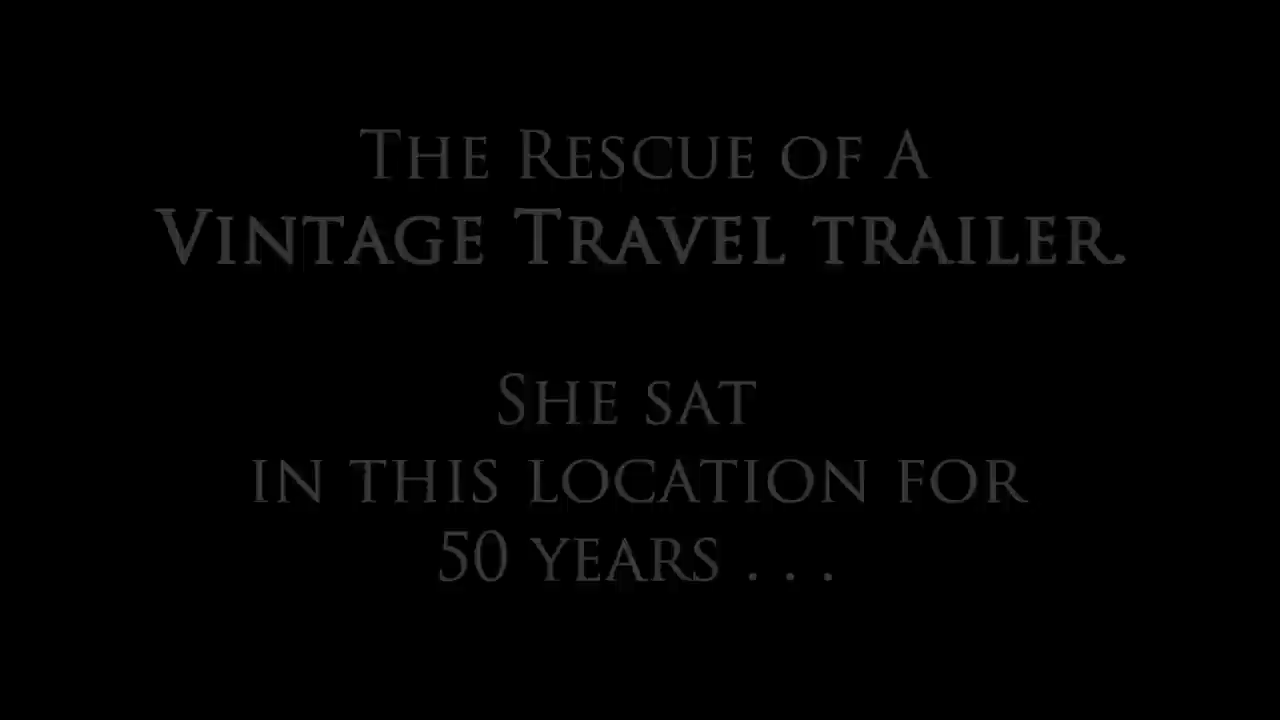 The Rescue of A
Vintage Travel trailer.
She sat
in this location for
50 years . . .